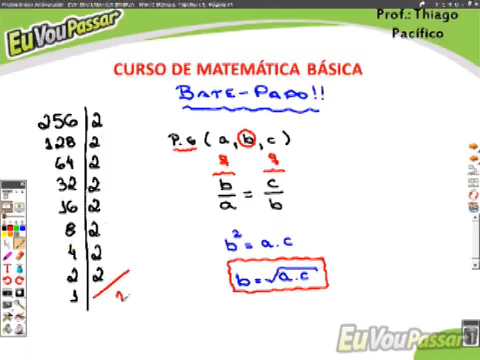 EuVouPassar
Prof.: Thiago
Pacífico
CURSO DE MATEMÁTICA BÁSICA
BATE-PAPO!!
256 | 2
128 | 2
64 | 2
32 | 2
16 | 2
8 | 2
4 | 2
2 | 2
1
2
P.G (a, b, c)
q q
b/a = c/b
b² = a.c
b = √a.c
EuVouPassar